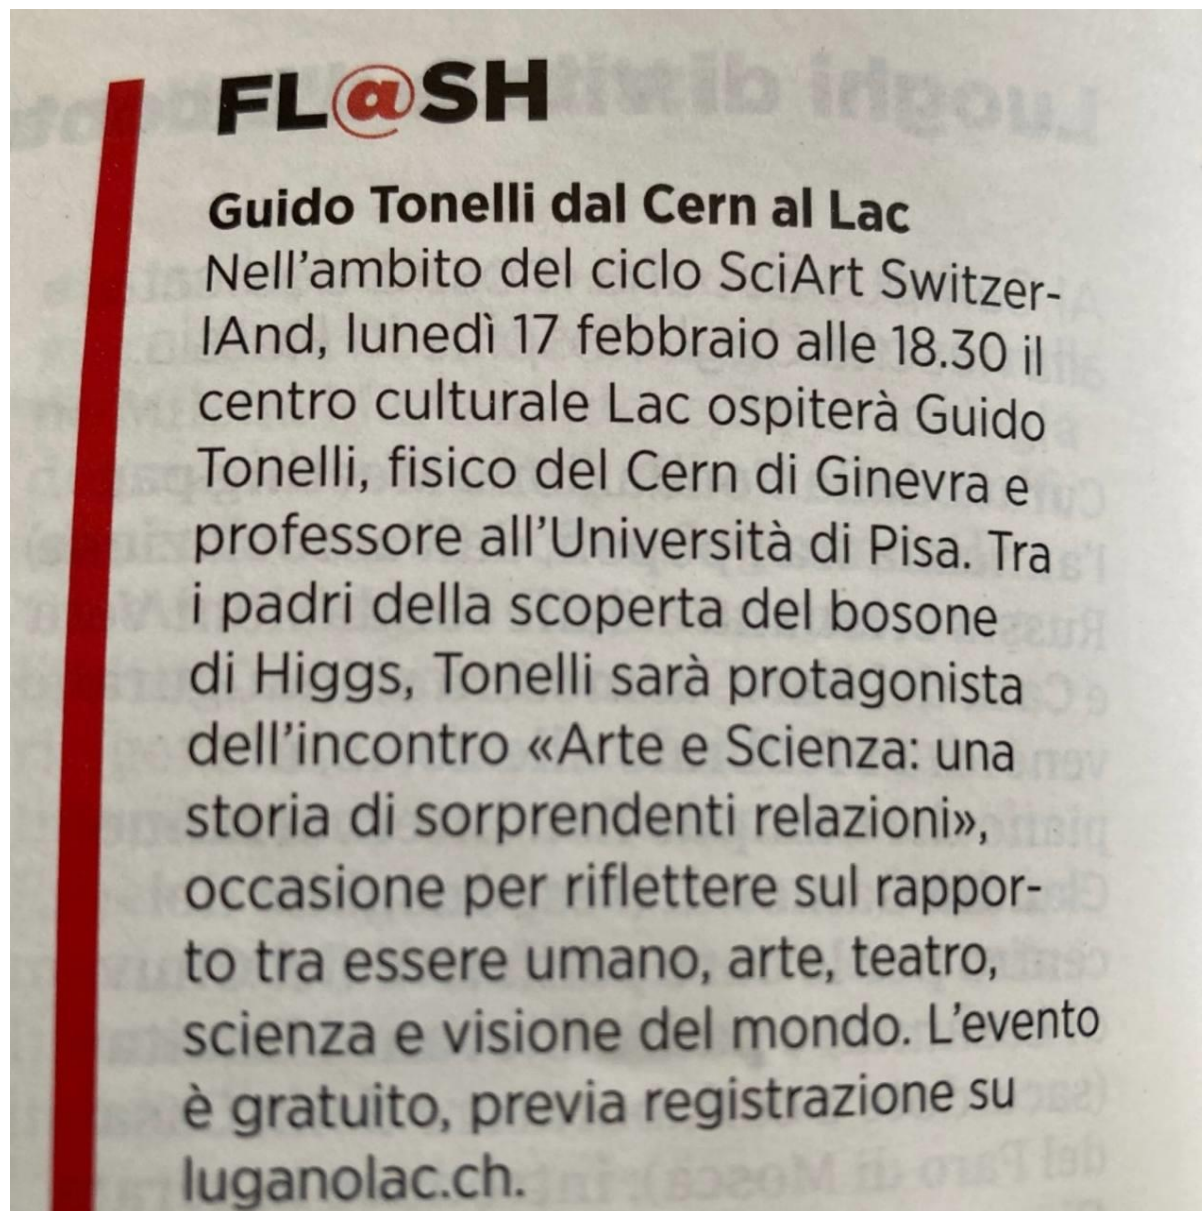 FL@SH
Guido Tonelli dal Cern al Lac
Nell'ambito del ciclo SciArt Switzer-
lAnd, lunedì 17 febbraio alle 18.30 il
centro culturale Lac ospiterà Guido
Tonelli, fisico del Cern di Ginevra e
professore all'Università di Pisa. Tra
i padri della scoperta del bosone
di Higgs, Tonelli sarà protagonista
dell'incontro «Arte e Scienza: una
storia di sorprendenti relazioni»,
occasione per riflettere sul rappor-
to tra essere umano, arte, teatro,
scienza e visione del mondo. L'evento
è gratuito, previa registrazione su
luganolac.ch.